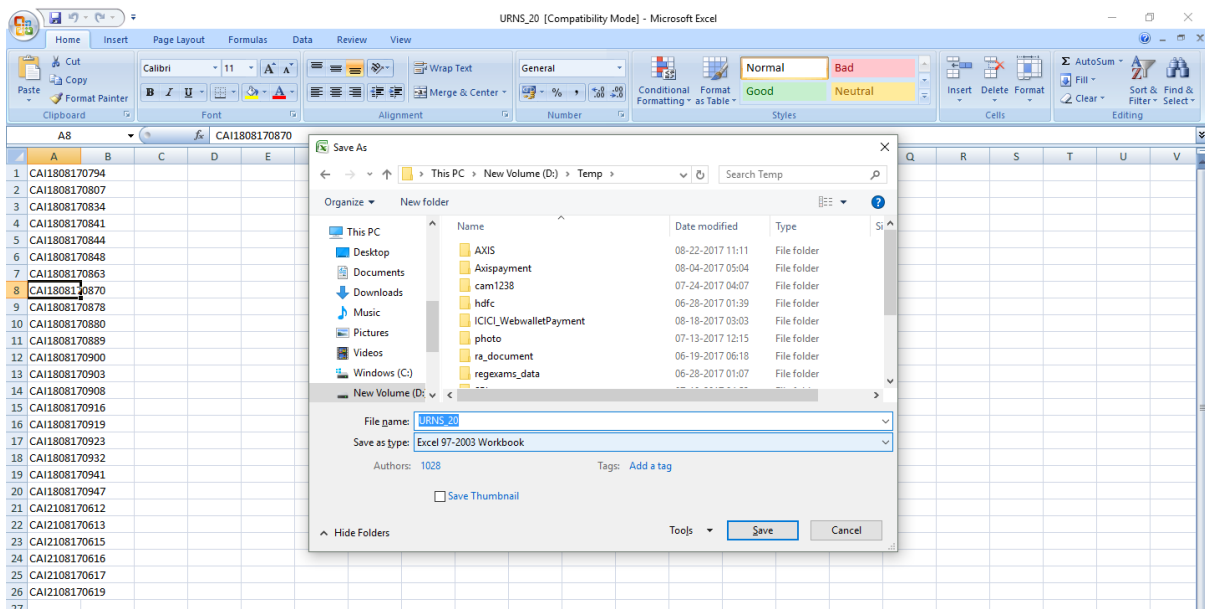 URNS_20 [Compatibility Mode] - Microsoft Excel
Home Insert Page Layout Formulas Data Review View
Cut
Copy
Format Painter
Paste
Clipboard
Calibri 11 A A
B I U A
Font
Wrap Text
Merge & Center
Alignment
General
% ,
Number
Conditional Formatting
Format as Table
Normal Bad
Good Neutral
Styles
Insert Delete Format
Cells
Σ AutoSum
Fill
Clear
Sort & Filter
Find & Select
Editing
A8 fx CAI1808170870
A B C D E Q R S T U V
1 CAI1808170794
2 CAI1808170807
3 CAI1808170834
4 CAI1808170841
5 CAI1808170844
6 CAI1808170848
7 CAI1808170863
8 CAI1808170870
9 CAI1808170878
10 CAI1808170880
11 CAI1808170889
12 CAI1808170900
13 CAI1808170903
14 CAI1808170908
15 CAI1808170916
16 CAI1808170919
17 CAI1808170923
18 CAI1808170932
19 CAI1808170941
20 CAI1808170947
21 CAI2108170612
22 CAI2108170613
23 CAI2108170615
24 CAI2108170616
25 CAI2108170617
26 CAI2108170619
27
Save As
This PC > New Volume (D:) > Temp >
Search Temp
Organize New folder
This PC
Desktop
Documents
Downloads
Music
Pictures
Videos
Windows (C:)
New Volume (D:
Name Date modified Type Si
AXIS 08-22-2017 11:11 File folder
Axispayment 08-04-2017 05:04 File folder
cam1238 07-24-2017 04:07 File folder
hdfc 06-28-2017 01:39 File folder
ICICI_WebwalletPayment 08-18-2017 03:03 File folder
photo 07-13-2017 12:15 File folder
ra_document 06-19-2017 06:18 File folder
regexams_data 06-28-2017 01:07 File folder
File name: URNS_20
Save as type: Excel 97-2003 Workbook
Authors: 1028 Tags: Add a tag
Save Thumbnail
Hide Folders Tools Save Cancel